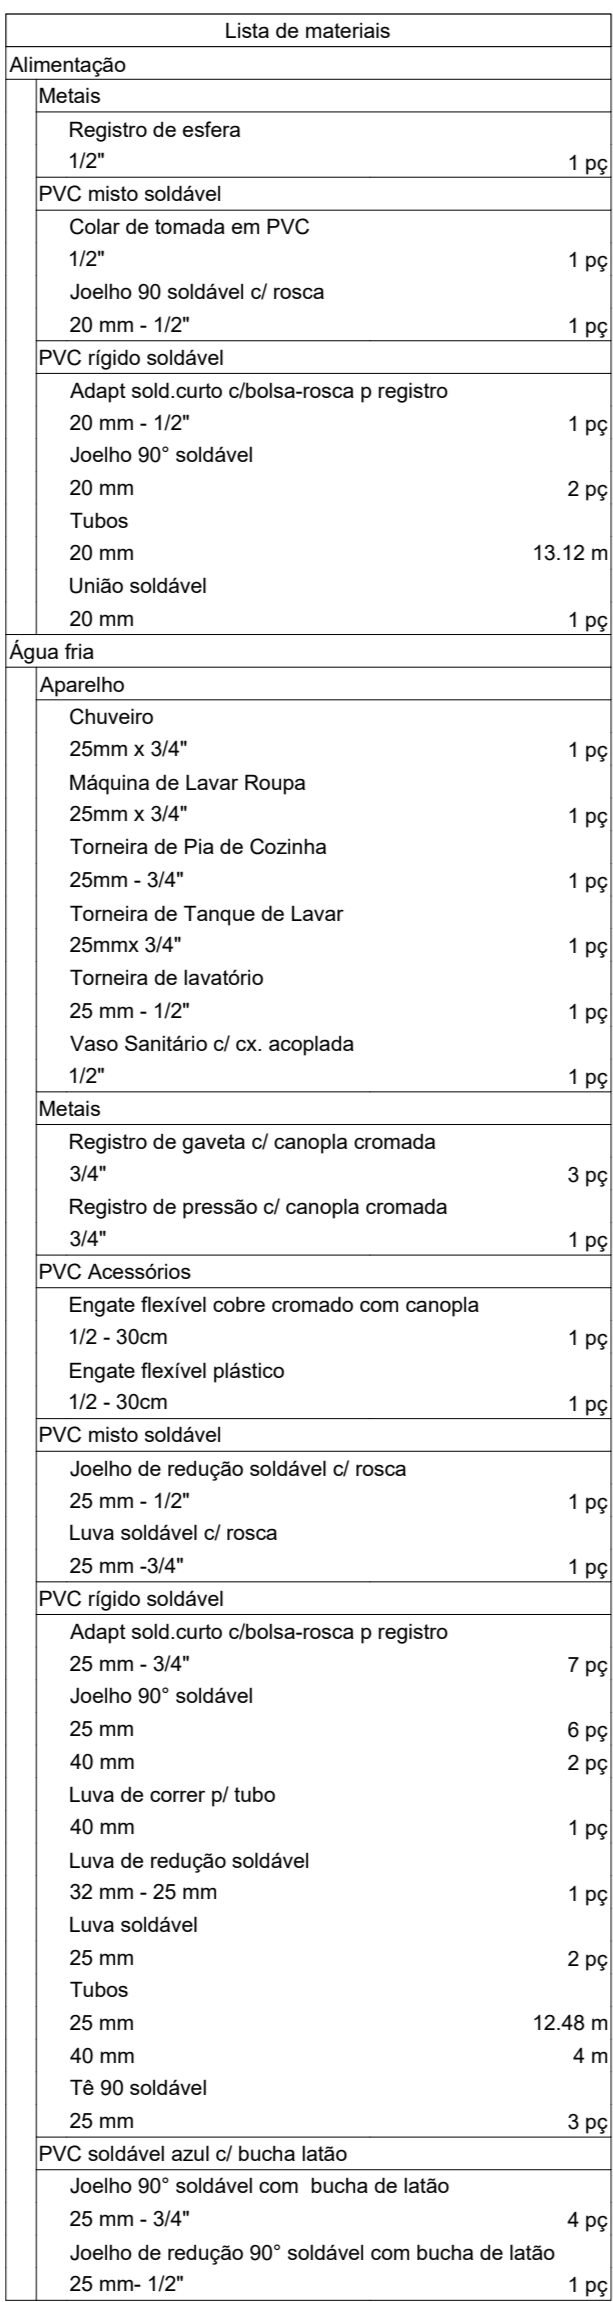 Lista de materiais
Alimentação
Metais
Registro de esfera
1/2" 1 pç
PVC misto soldável
Colar de tomada em PVC
1/2" 1 pç
Joelho 90 soldável c/ rosca
20 mm - 1/2" 1 pç
PVC rígido soldável
Adapt sold.curto c/bolsa-rosca p registro
20 mm - 1/2" 1 pç
Joelho 90° soldável
20 mm 2 pç
Tubos
20 mm 13.12 m
União soldável
20 mm 1 pç
Água fria
Aparelho
Chuveiro
25mm x 3/4" 1 pç
Máquina de Lavar Roupa
25mm x 3/4" 1 pç
Torneira de Pia de Cozinha
25mm - 3/4" 1 pç
Torneira de Tanque de Lavar
25mmx 3/4" 1 pç
Torneira de lavatório
25 mm - 1/2" 1 pç
Vaso Sanitário c/ cx. acoplada
1/2" 1 pç
Metais
Registro de gaveta c/ canopla cromada
3/4" 3 pç
Registro de pressão c/ canopla cromada
3/4" 1 pç
PVC Acessórios
Engate flexível cobre cromado com canopla
1/2 - 30cm 1 pç
Engate flexível plástico
1/2 - 30cm 1 pç
PVC misto soldável
Joelho de redução soldável c/ rosca
25 mm - 1/2" 1 pç
Luva soldável c/ rosca
25 mm -3/4" 1 pç
PVC rígido soldável
Adapt sold.curto c/bolsa-rosca p registro
25 mm - 3/4" 7 pç
Joelho 90° soldável
25 mm 6 pç
40 mm 2 pç
Luva de correr p/ tubo
40 mm 1 pç
Luva de redução soldável
32 mm - 25 mm 1 pç
Luva soldável
25 mm 2 pç
Tubos
25 mm 12.48 m
40 mm 4 m
Tê 90 soldável
25 mm 3 pç
PVC soldável azul c/ bucha latão
Joelho 90° soldável com bucha de latão
25 mm - 3/4" 4 pç
Joelho de redução 90° soldável com bucha de latão
25 mm- 1/2" 1 pç